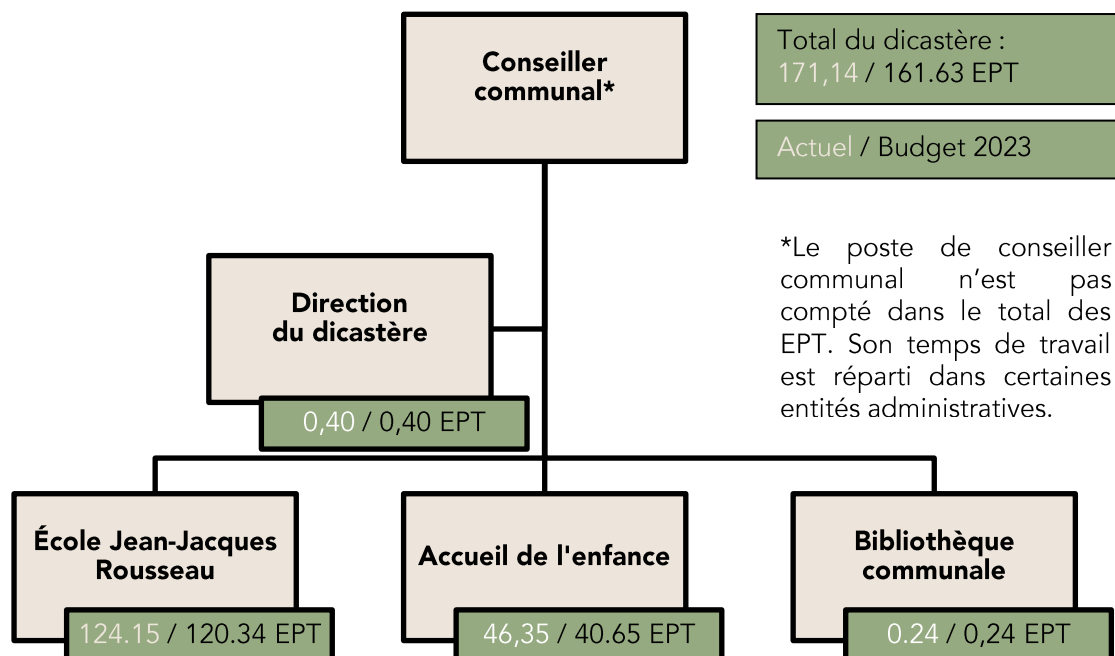 Conseiller
communal*
Total du dicastère :
171,14 / 161.63 EPT
Actuel / Budget 2023
*Le poste de conseiller
communal n'est pas
compté dans le total des
EPT. Son temps de travail
est réparti dans certaines
entités administratives.
Direction
du dicastère
0,40 / 0,40 EPT
École Jean-Jacques
Rousseau
124.15 / 120.34 EPT
Accueil de l'enfance
46,35 / 40.65 EPT
Bibliothèque
communale
0.24 / 0,24 EPT